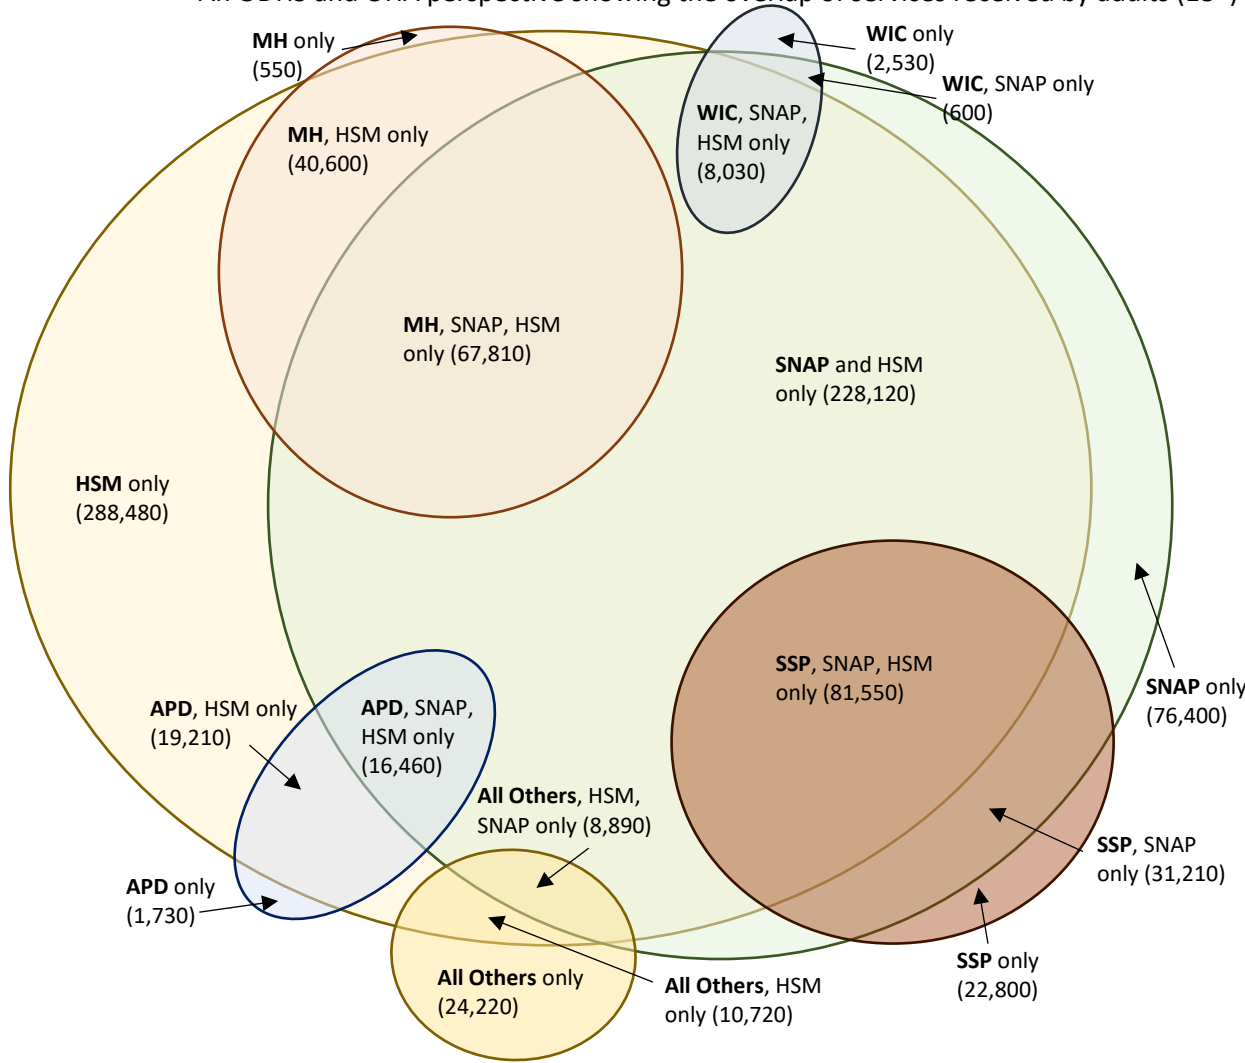 MH only
(550)
WIC only
(2,530)
WIC, SNAP only
(600)
WIC, SNAP,
HSM only
(8,030)
MH, HSM only
(40,600)
MH, SNAP, HSM
only (67,810)
SNAP and HSM
only (228,120)
HSM only
(288,480)
SSP, SNAP, HSM
only (81,550)
SNAP only
(76,400)
APD, HSM only
(19,210)
APD, SNAP,
HSM only
(16,460)
All Others, HSM,
SNAP only (8,890)
SSP, SNAP
only (31,210)
APD only
(1,730)
SSP only
(22,800)
All Others only
(24,220)
All Others, HSM
only (10,720)